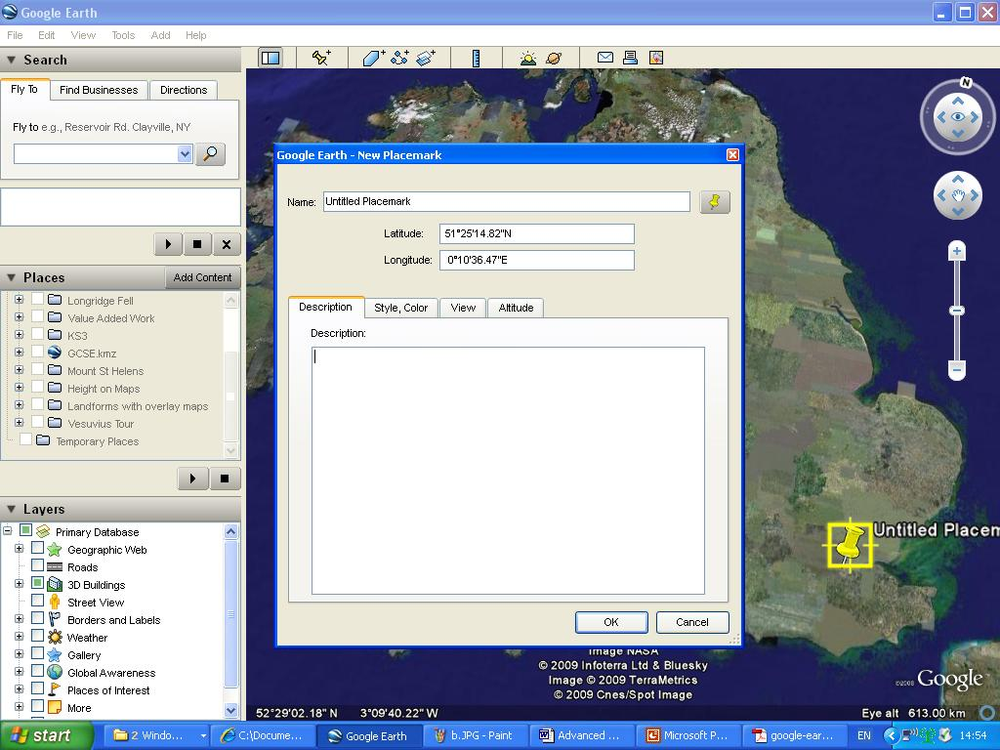 Google Earth
File Edit View Tools Add Help
Search
Fly To Find Businesses Directions
Fly to e.g., Reservoir Rd. Clayville, NY
Places Add Content
Longridge Fell
Value Added Work
KS3
GCSE.kmz
Mount St Helens
Height on Maps
Landforms with overlay maps
Vesuvius Tour
Temporary Places
Layers
Primary Database
Geographic Web
Roads
3D Buildings
Street View
Borders and Labels
Weather
Gallery
Global Awareness
Places of Interest
More
Google Earth - New Placemark
Name: Untitled Placemark
Latitude: 51°25'14.82"N
Longitude: 0°10'36.47"E
Description Style, Color View Altitude
Description:
OK Cancel
N
Untitled Placem
Image NASA
© 2009 Infoterra Ltd & Bluesky
Image © 2009 TerraMetrics
© 2009 Cnes/Spot Image
©2008 Google
52°29'02.18" N 3°09'40.22" W Eye alt 613.00 km
start 2 Windo... C:\Docume... Google Earth b.JPG - Paint Advanced ... Microsoft P... google-ear... EN 14:54